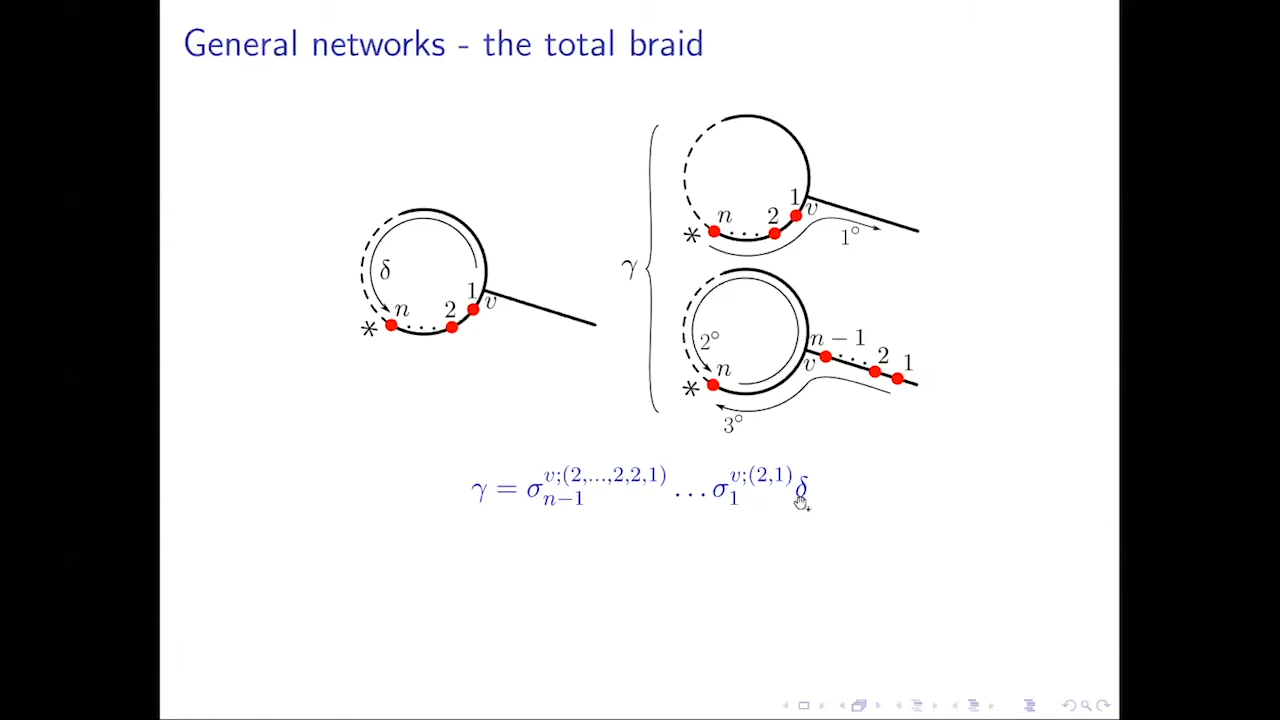 General networks - the total braid
δ
1
v
2
n
*
γ
1
v
2
n
*
1°
2°
n − 1
v
2
1
n
*
3°
γ = σ_{n−1}^{v;(2,...,2,2,1)} ... σ_1^{v;(2,1)} δ